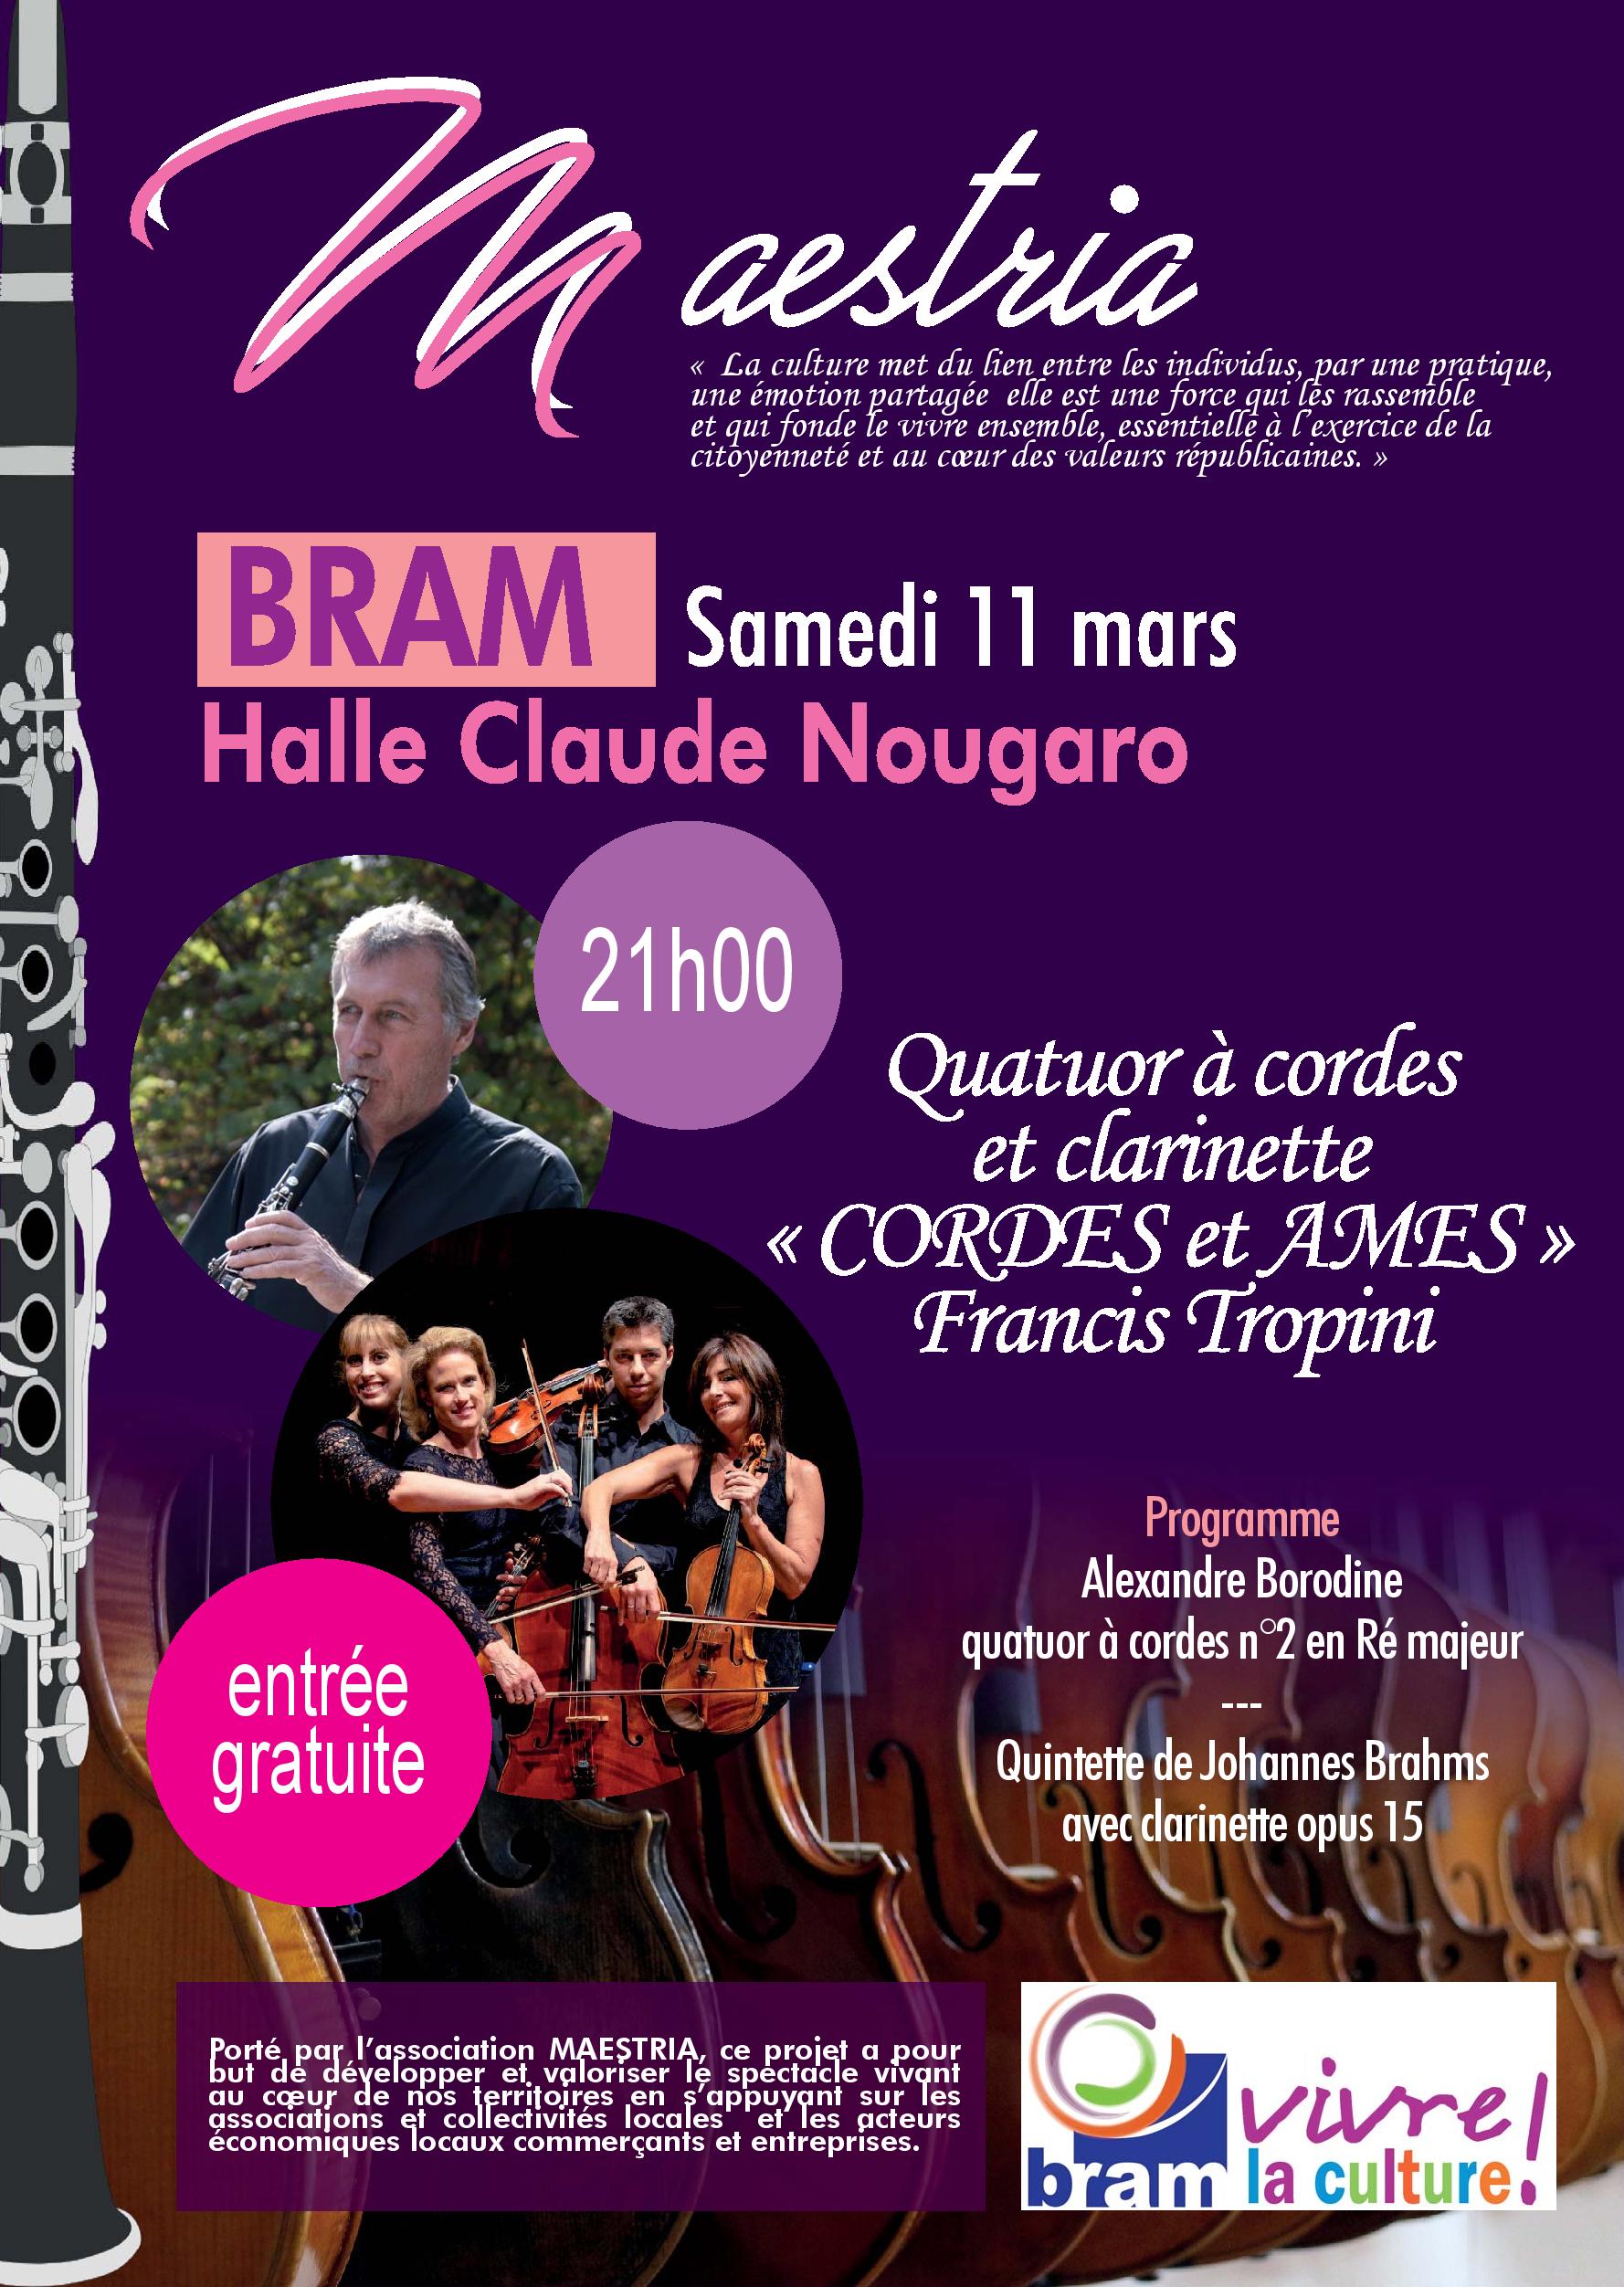 Maestria
« La culture met du lien entre les individus, par une pratique,
une émotion partagée elle est une force qui les rassemble
et qui fonde le vivre ensemble, essentielle à l'exercice de la
citoyenneté et au cœur des valeurs républicaines. »
BRAM
Samedi 11 mars
Halle Claude Nougaro
21h00
Quatuor à cordes
et clarinette
« CORDES et AMES »
Francis Tropini
Programme
Alexandre Borodine
quatuor à cordes n°2 en Ré majeur
---
Quintette de Johannes Brahms
avec clarinette opus 15
entrée
gratuite
Porté par l'association MAESTRIA, ce projet a pour
but de développer et valoriser le spectacle vivant
au cœur de nos territoires en s'appuyant sur les
associations et collectivités locales et les acteurs
économiques locaux commerçants et entreprises.
bram
vivre
la culture!